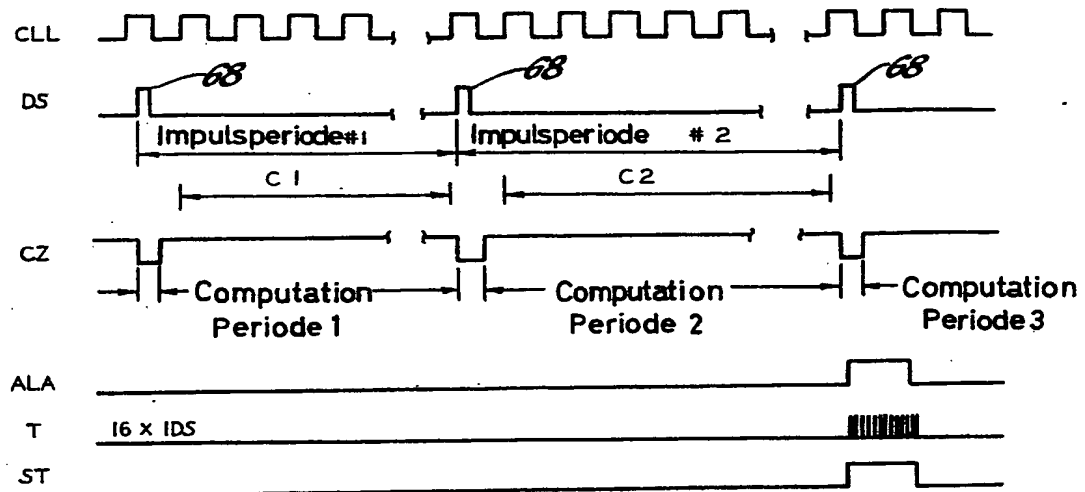 CLL
68 68 68
DS
Impulsperiode#1 Impulsperiode # 2
C 1 C 2
CZ
Computation Periode 1
Computation Periode 2
Computation Periode 3
ALA
T 16 x IDS
ST